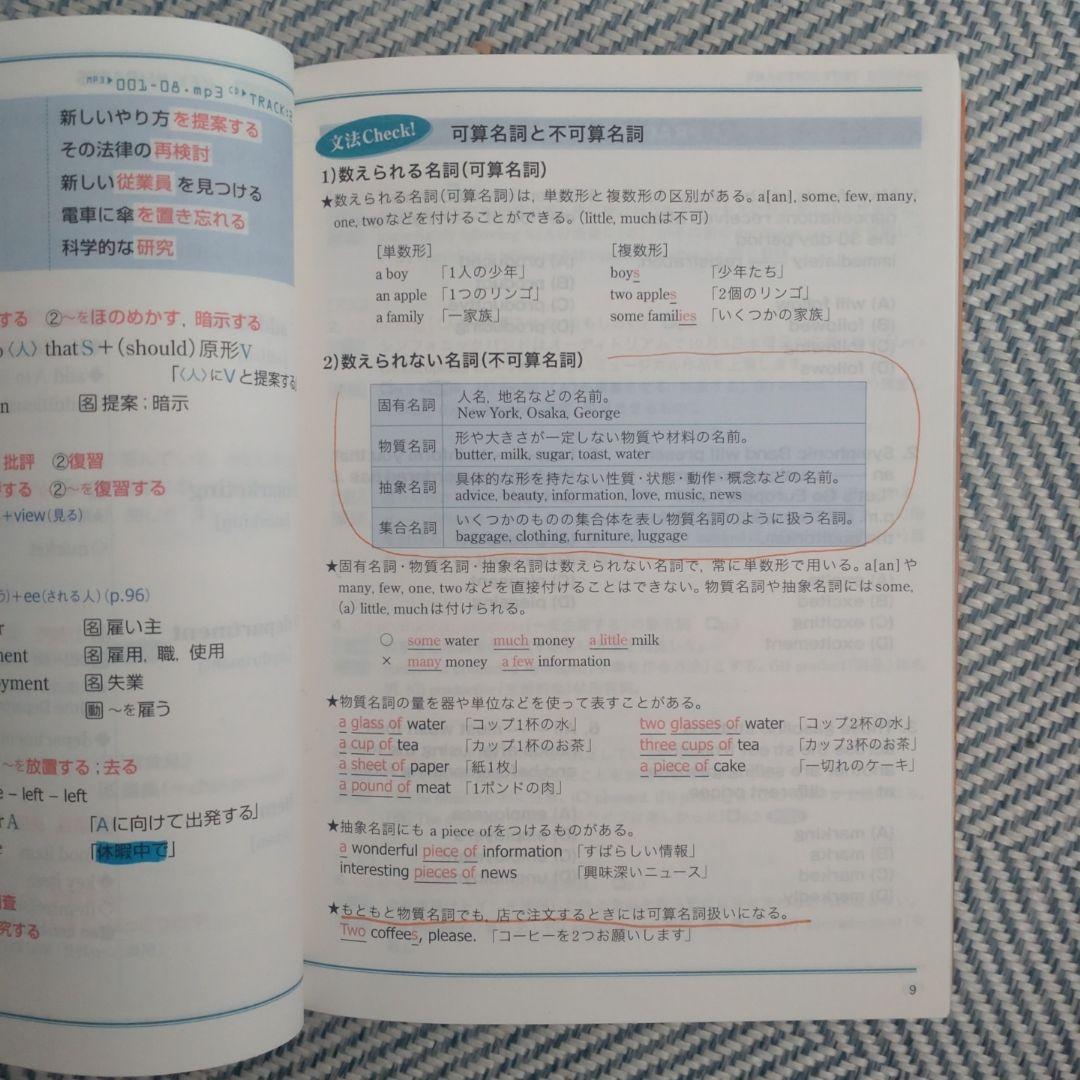 MP3▶001-08.mp3 CD▶TRACK
新しいやり方を提案する
その法律の再検討
新しい従業員を見つける
電車に傘を置き忘れる
科学的な研究
する ②〜をほのめかす, 暗示する
〈人〉that S+(should)原形V
「〈人〉にVと提案する
名 提案;暗示
批評 ②復習
する ②〜を復習する
+view(見る)
+ee(される人)(p.96)
名 雇い主
ment 名 雇用, 職, 使用
oyment 名 失業
動 〜を雇う
〜を放置する;去る
– left – left
r A 「Aに向けて出発する」
「休暇中で」
査
究する
文法Check! 可算名詞と不可算名詞
1)数えられる名詞(可算名詞)
★数えられる名詞(可算名詞)は, 単数形と複数形の区別がある。a[an], some, few, many,
one, twoなどを付けることができる。(little, muchは不可)
[単数形] [複数形]
a boy 「1人の少年」 boys 「少年たち」
an apple 「1つのリンゴ」 two apples 「2個のリンゴ」
a family 「一家族」 some families 「いくつかの家族」
2)数えられない名詞(不可算名詞)
固有名詞 人名, 地名などの名前。
New York, Osaka, George
物質名詞 形や大きさが一定しない物質や材料の名前。
butter, milk, sugar, toast, water
抽象名詞 具体的な形を持たない性質・状態・動作・概念などの名前。
advice, beauty, information, love, music, news
集合名詞 いくつかのものの集合体を表し物質名詞のように扱う名詞。
baggage, clothing, furniture, luggage
★固有名詞・物質名詞・抽象名詞は数えられない名詞で, 常に単数形で用いる。a[an]や
many, few, one, twoなどを直接付けることはできない。物質名詞や抽象名詞にはsome,
(a) little, muchは付けられる。
○ some water much money a little milk
× many money a few information
★物質名詞の量を器や単位などを使って表すことがある。
a glass of water 「コップ1杯の水」 two glasses of water 「コップ2杯の水」
a cup of tea 「カップ1杯のお茶」 three cups of tea 「カップ3杯のお茶」
a sheet of paper 「紙1枚」 a piece of cake 「一切れのケーキ」
a pound of meat 「1ポンドの肉」
★抽象名詞にも a piece ofをつけるものがある。
a wonderful piece of information 「すばらしい情報」
interesting pieces of news 「興味深いニュース」
★もともと物質名詞でも, 店で注文するときには可算名詞扱いになる。
Two coffees, please. 「コーヒーを2つお願いします」
9